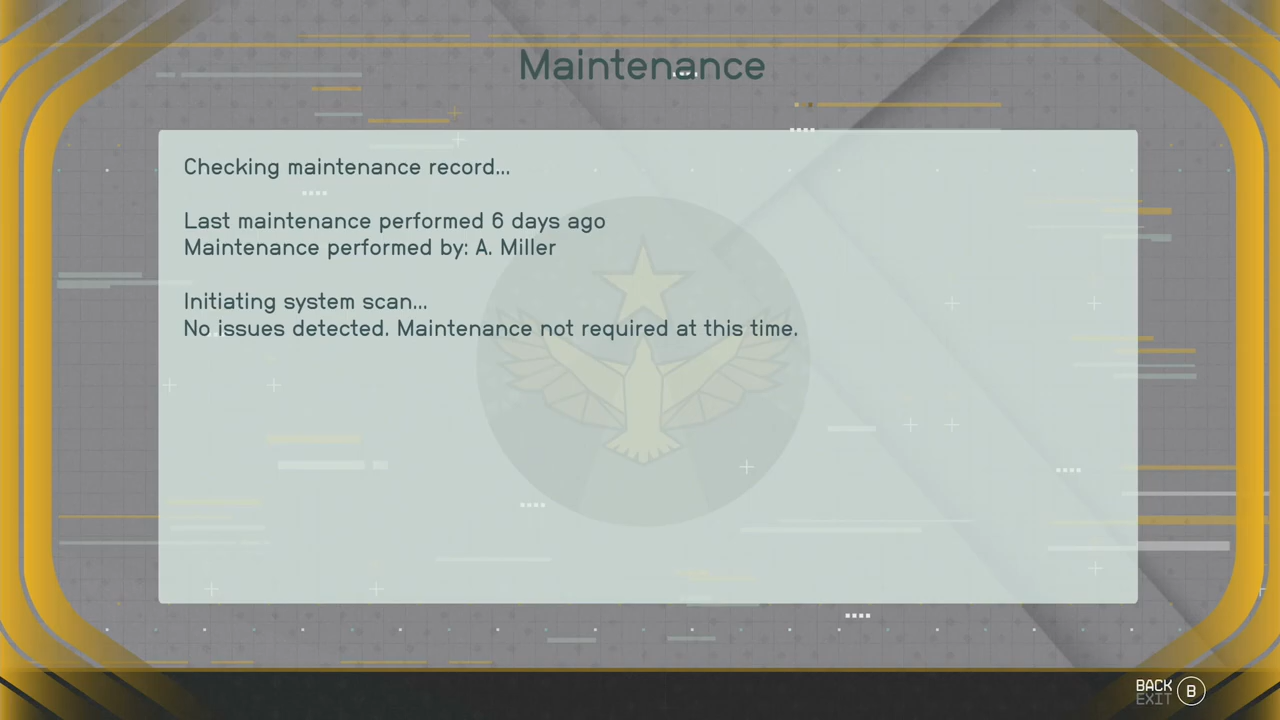 Maintenance
Checking maintenance record...
Last maintenance performed 6 days ago
Maintenance performed by: A. Miller
Initiating system scan...
No issues detected. Maintenance not required at this time.
BACK
EXIT
B